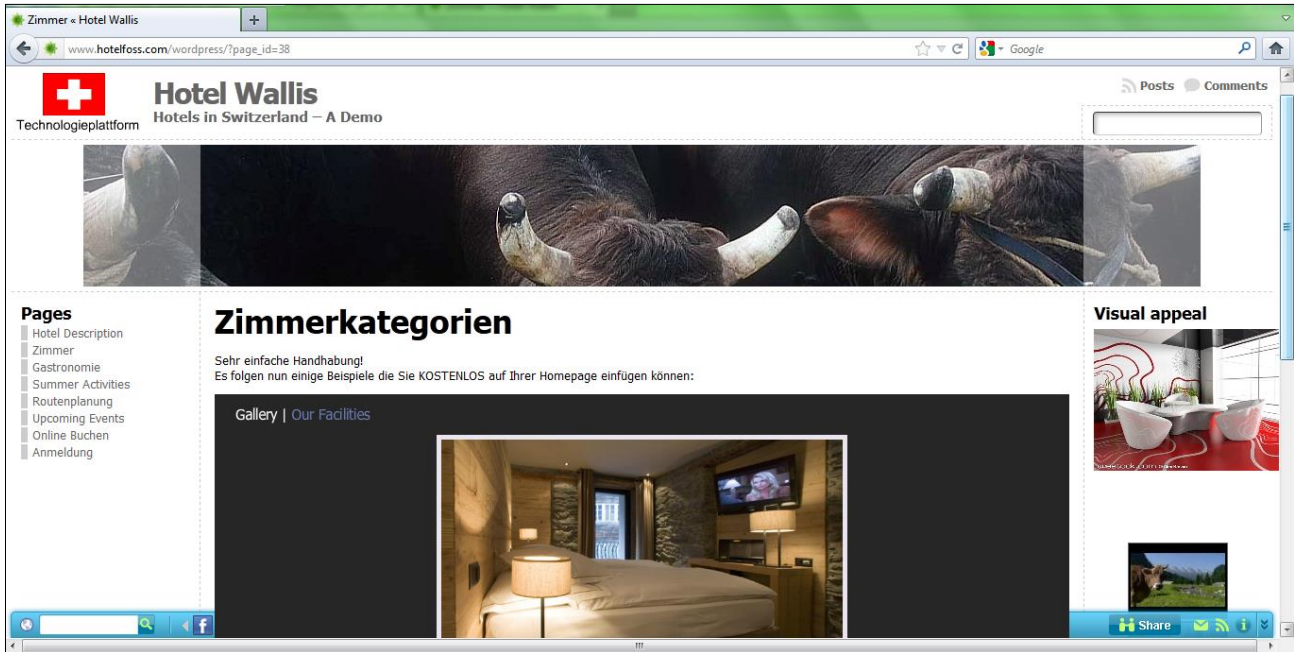 Zimmer « Hotel Wallis
www.hotelfoss.com/wordpress/?page_id=38
Google
Technologieplattform
Hotel Wallis
Hotels in Switzerland – A Demo
Posts Comments
Pages
Hotel Description
Zimmer
Gastronomie
Summer Activities
Routenplanung
Upcoming Events
Online Buchen
Anmeldung
Zimmerkategorien
Sehr einfache Handhabung!
Es folgen nun einige Beispiele die Sie KOSTENLOS auf Ihrer Homepage einfügen können:
Gallery | Our Facilities
Visual appeal
Share